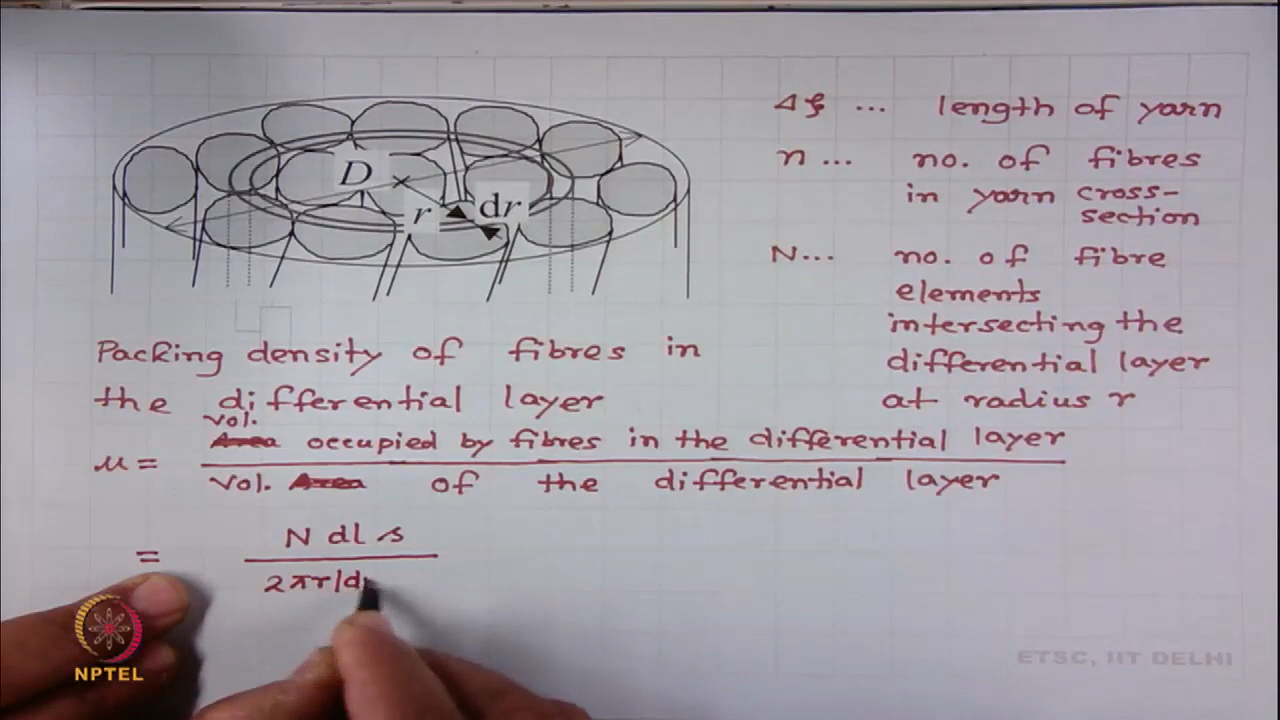 D
r
dr
Δξ ... length of yarn
n ... no. of fibres
in yarn cross-
section
N... no. of fibre
elements
intersecting the
differential layer
at radius r
Packing density of fibres in
the differential layer
vol.
Area occupied by fibres in the differential layer
μ =
vol. Area of the differential layer
= N dl s
2πr|d
NPTEL
ETSC, IIT DELHI